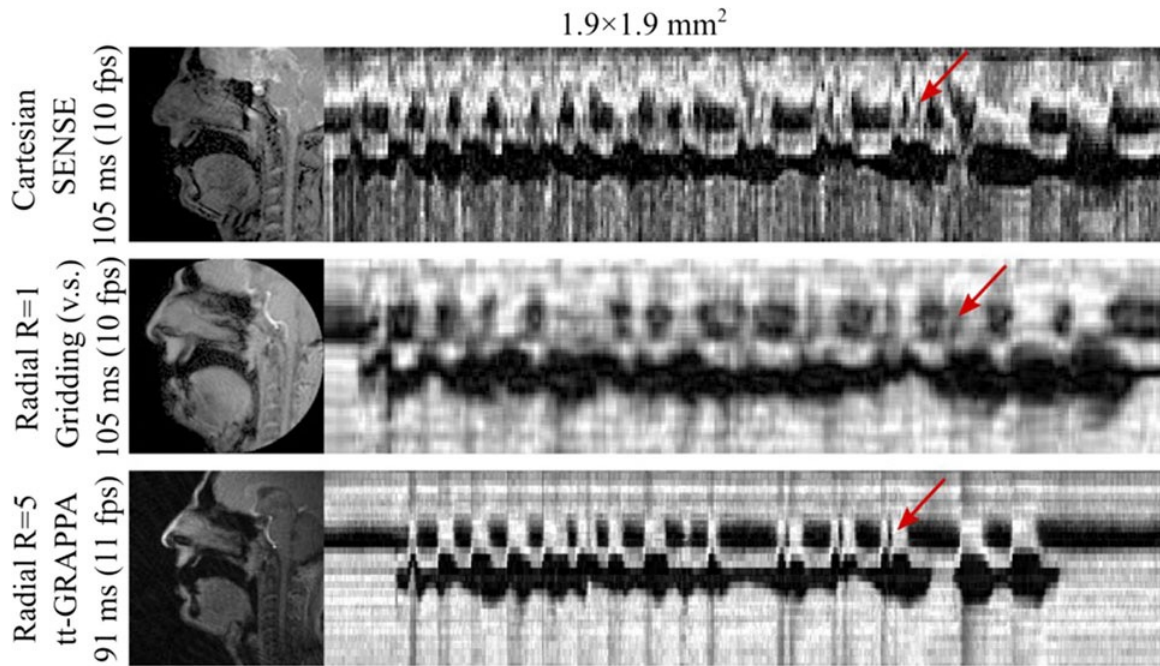 1.9×1.9 mm²
Cartesian
SENSE
105 ms (10 fps)
Radial R=1
Gridding (v.s.)
105 ms (10 fps)
Radial R=5
tt-GRAPPA
91 ms (11 fps)